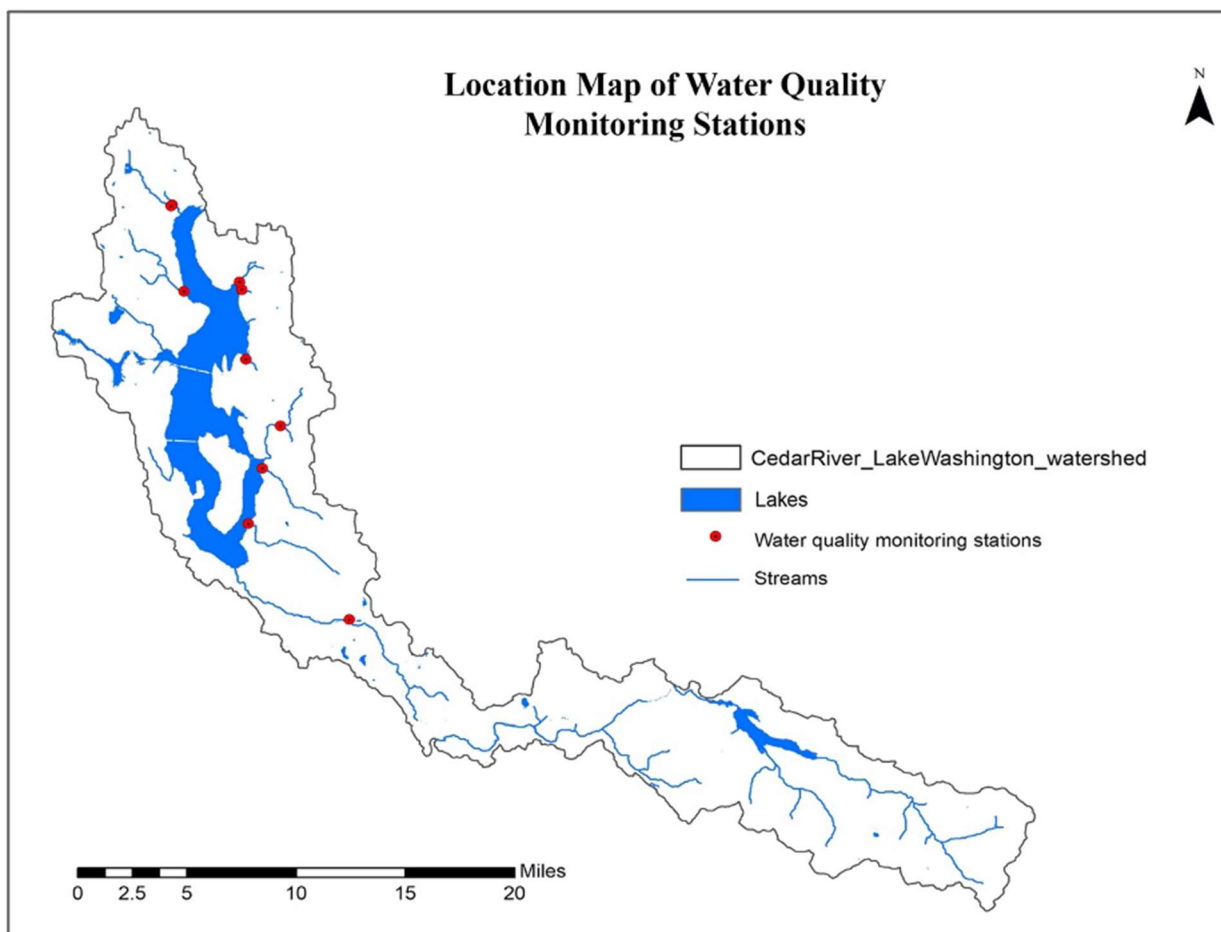 Location Map of Water Quality
Monitoring Stations
N
CedarRiver_LakeWashington_watershed
Lakes
Water quality monitoring stations
Streams
Miles
0 2.5 5 10 15 20